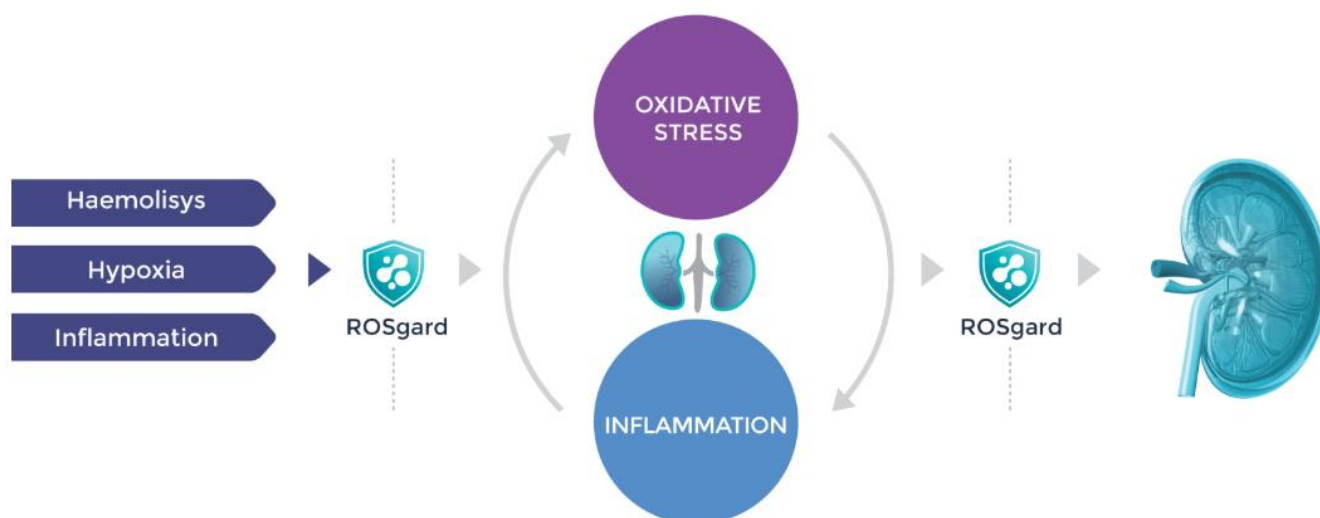 OXIDATIVE
STRESS
Haemolisys
Hypoxia
Inflammation
ROSgard
ROSgard
INFLAMMATION